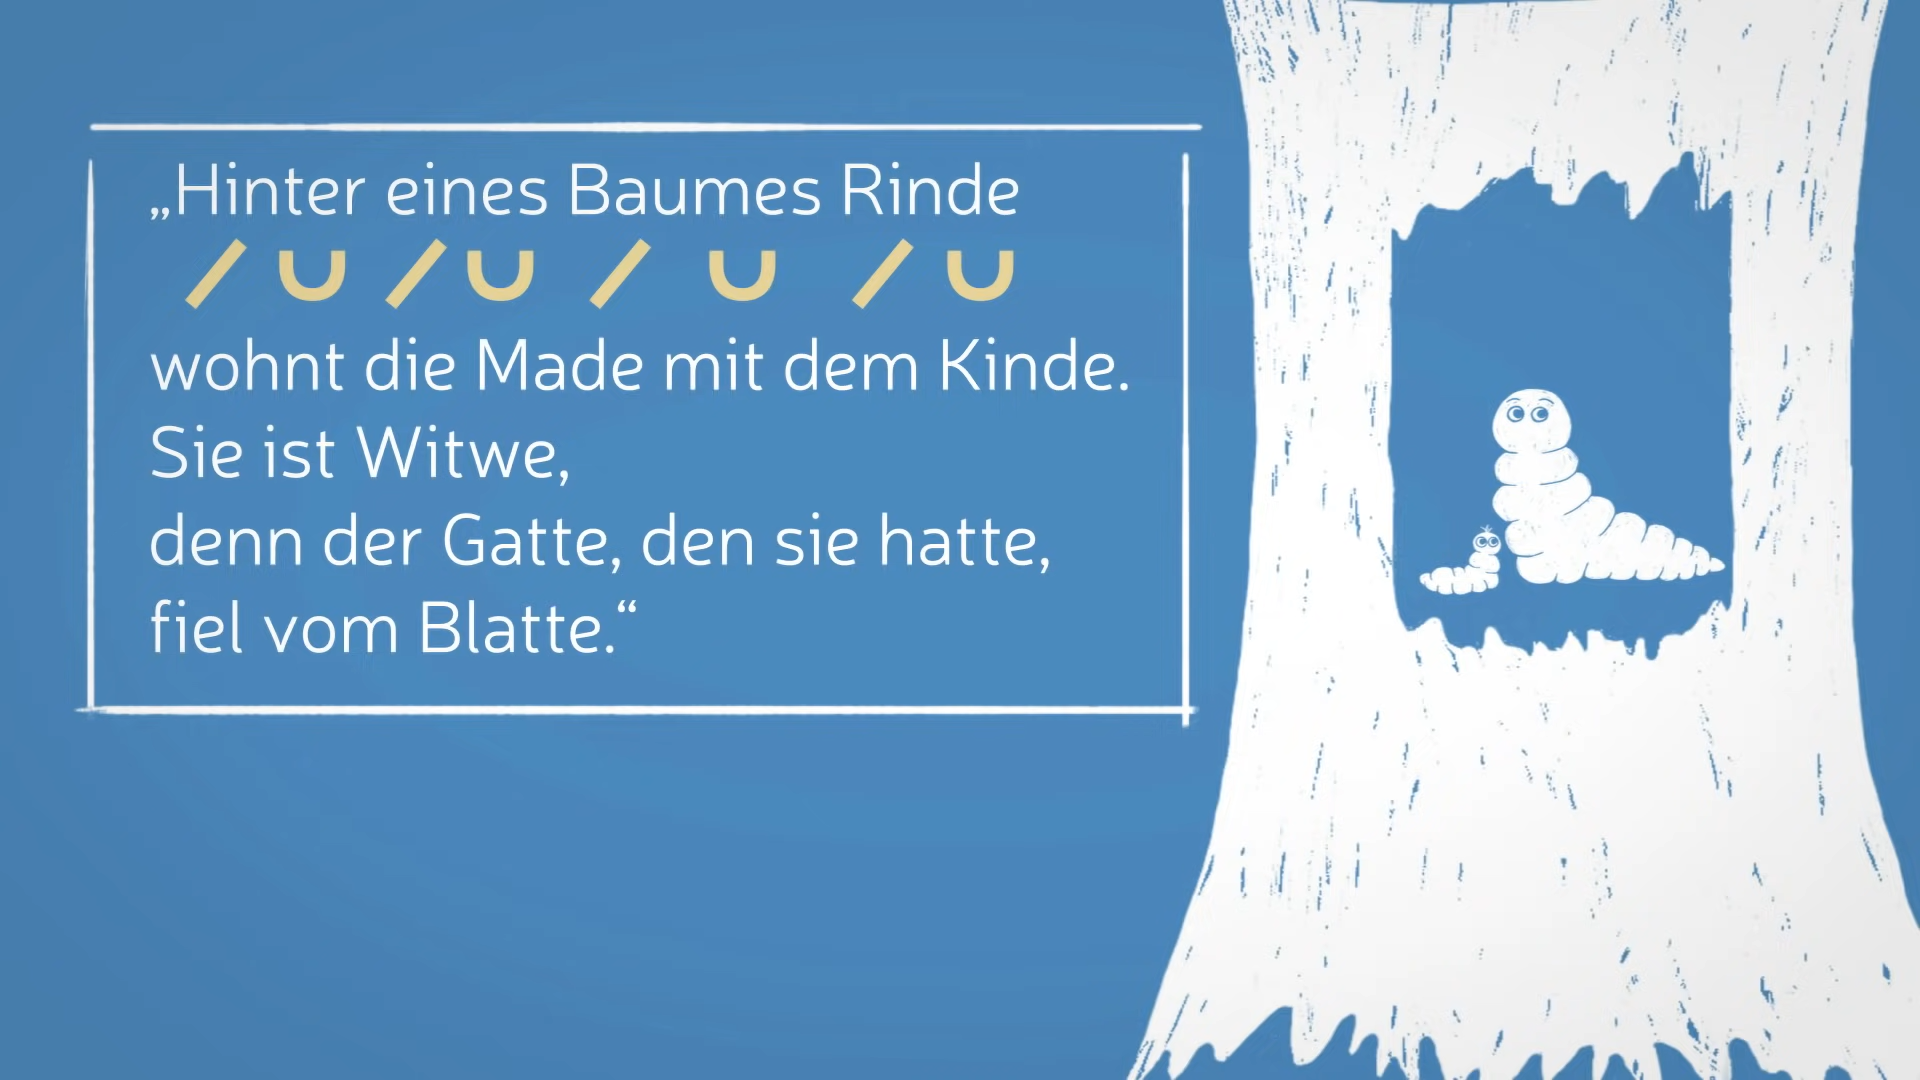 „Hinter eines Baumes Rinde
wohnt die Made mit dem Kinde.
Sie ist Witwe,
denn der Gatte, den sie hatte,
fiel vom Blatte.“